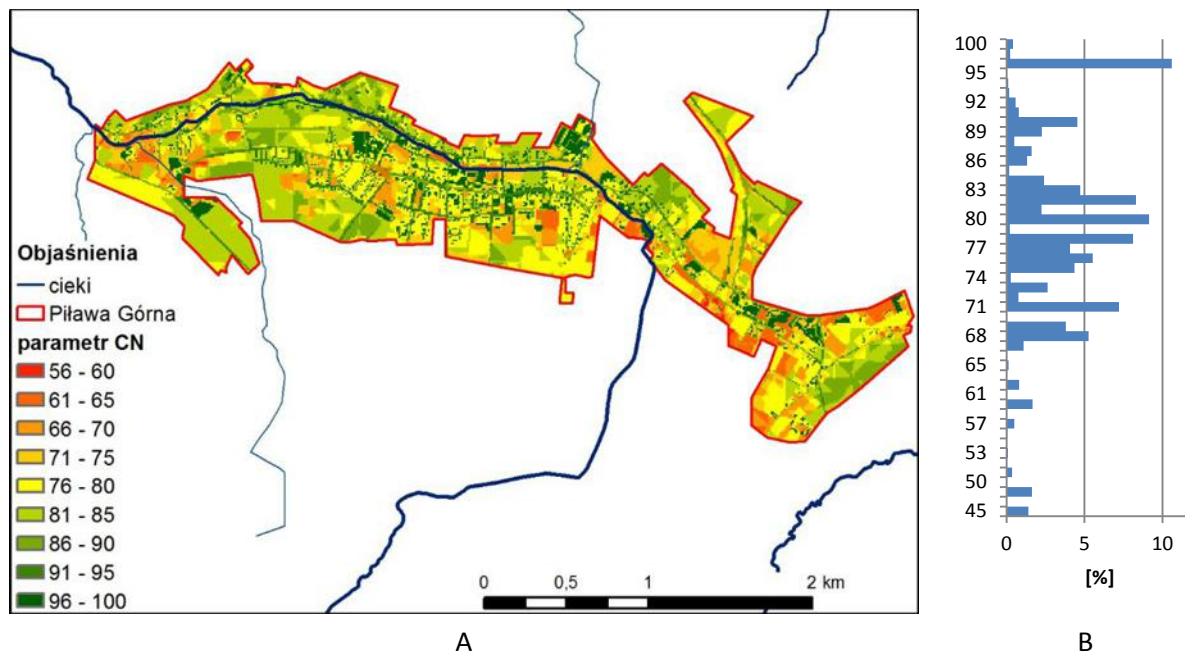 Objaśnienia
cieki
Piława Górna
parametr CN
56 - 60
61 - 65
66 - 70
71 - 75
76 - 80
81 - 85
86 - 90
91 - 95
96 - 100
0 0,5 1 2 km
A
100
95
92
89
86
83
80
77
74
71
68
65
61
57
53
50
45
0 5 10
[%]
B